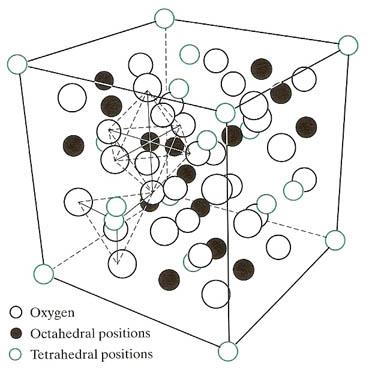 Oxygen
Octahedral positions
Tetrahedral positions